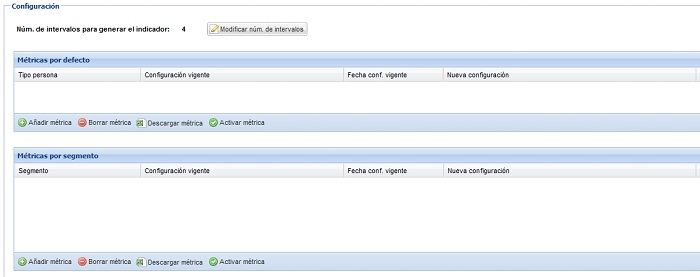 Configuración
Núm. de intervalos para generar el indicador: 4 Modificar núm. de intervalos
Métricas por defecto
Tipo persona Configuración vigente Fecha conf. vigente Nueva configuración
Añadir métrica Borrar métrica Descargar métrica Activar métrica
Métricas por segmento
Segmento Configuración vigente Fecha conf. vigente Nueva configuración
Añadir métrica Borrar métrica Descargar métrica Activar métrica